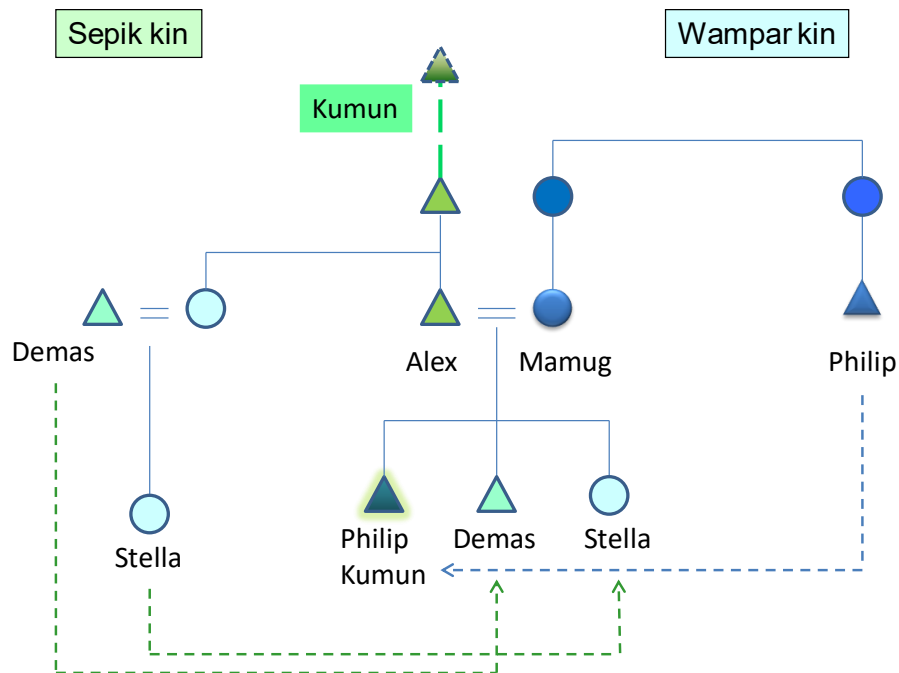 Sepik kin
Wampar kin
Kumun
Demas
Alex
Mamug
Philip
Stella
Philip
Kumun
Demas
Stella